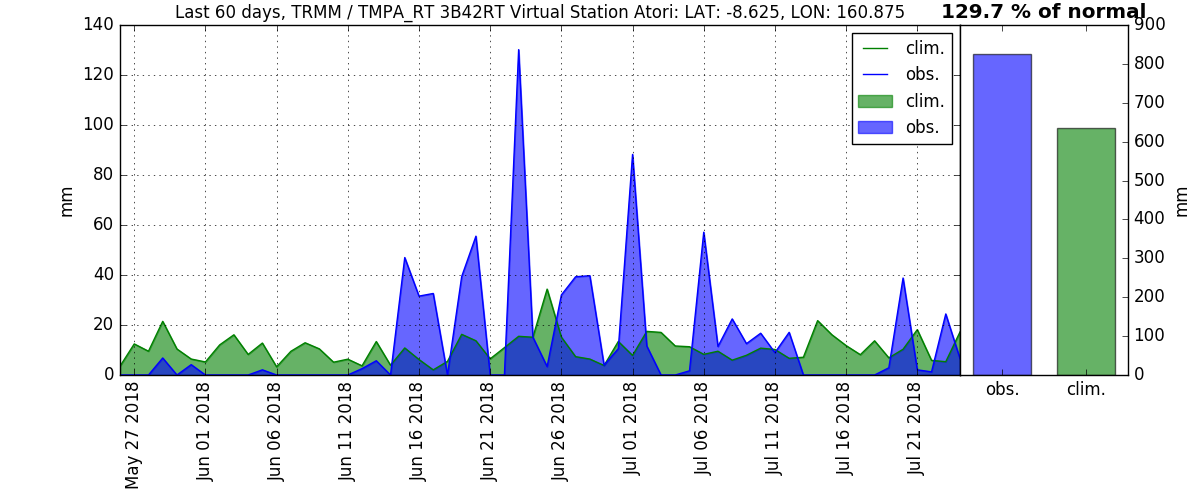 Last 60 days, TRMM / TMPA_RT 3B42RT Virtual Station Atori: LAT: -8.625, LON: 160.875
129.7 % of normal
140
120
100
80
60
40
20
0
mm
clim.
obs.
clim.
obs.
900
800
700
600
500
400
300
200
100
0
mm
May 27 2018
Jun 01 2018
Jun 06 2018
Jun 11 2018
Jun 16 2018
Jun 21 2018
Jun 26 2018
Jul 01 2018
Jul 06 2018
Jul 11 2018
Jul 16 2018
Jul 21 2018
obs.
clim.